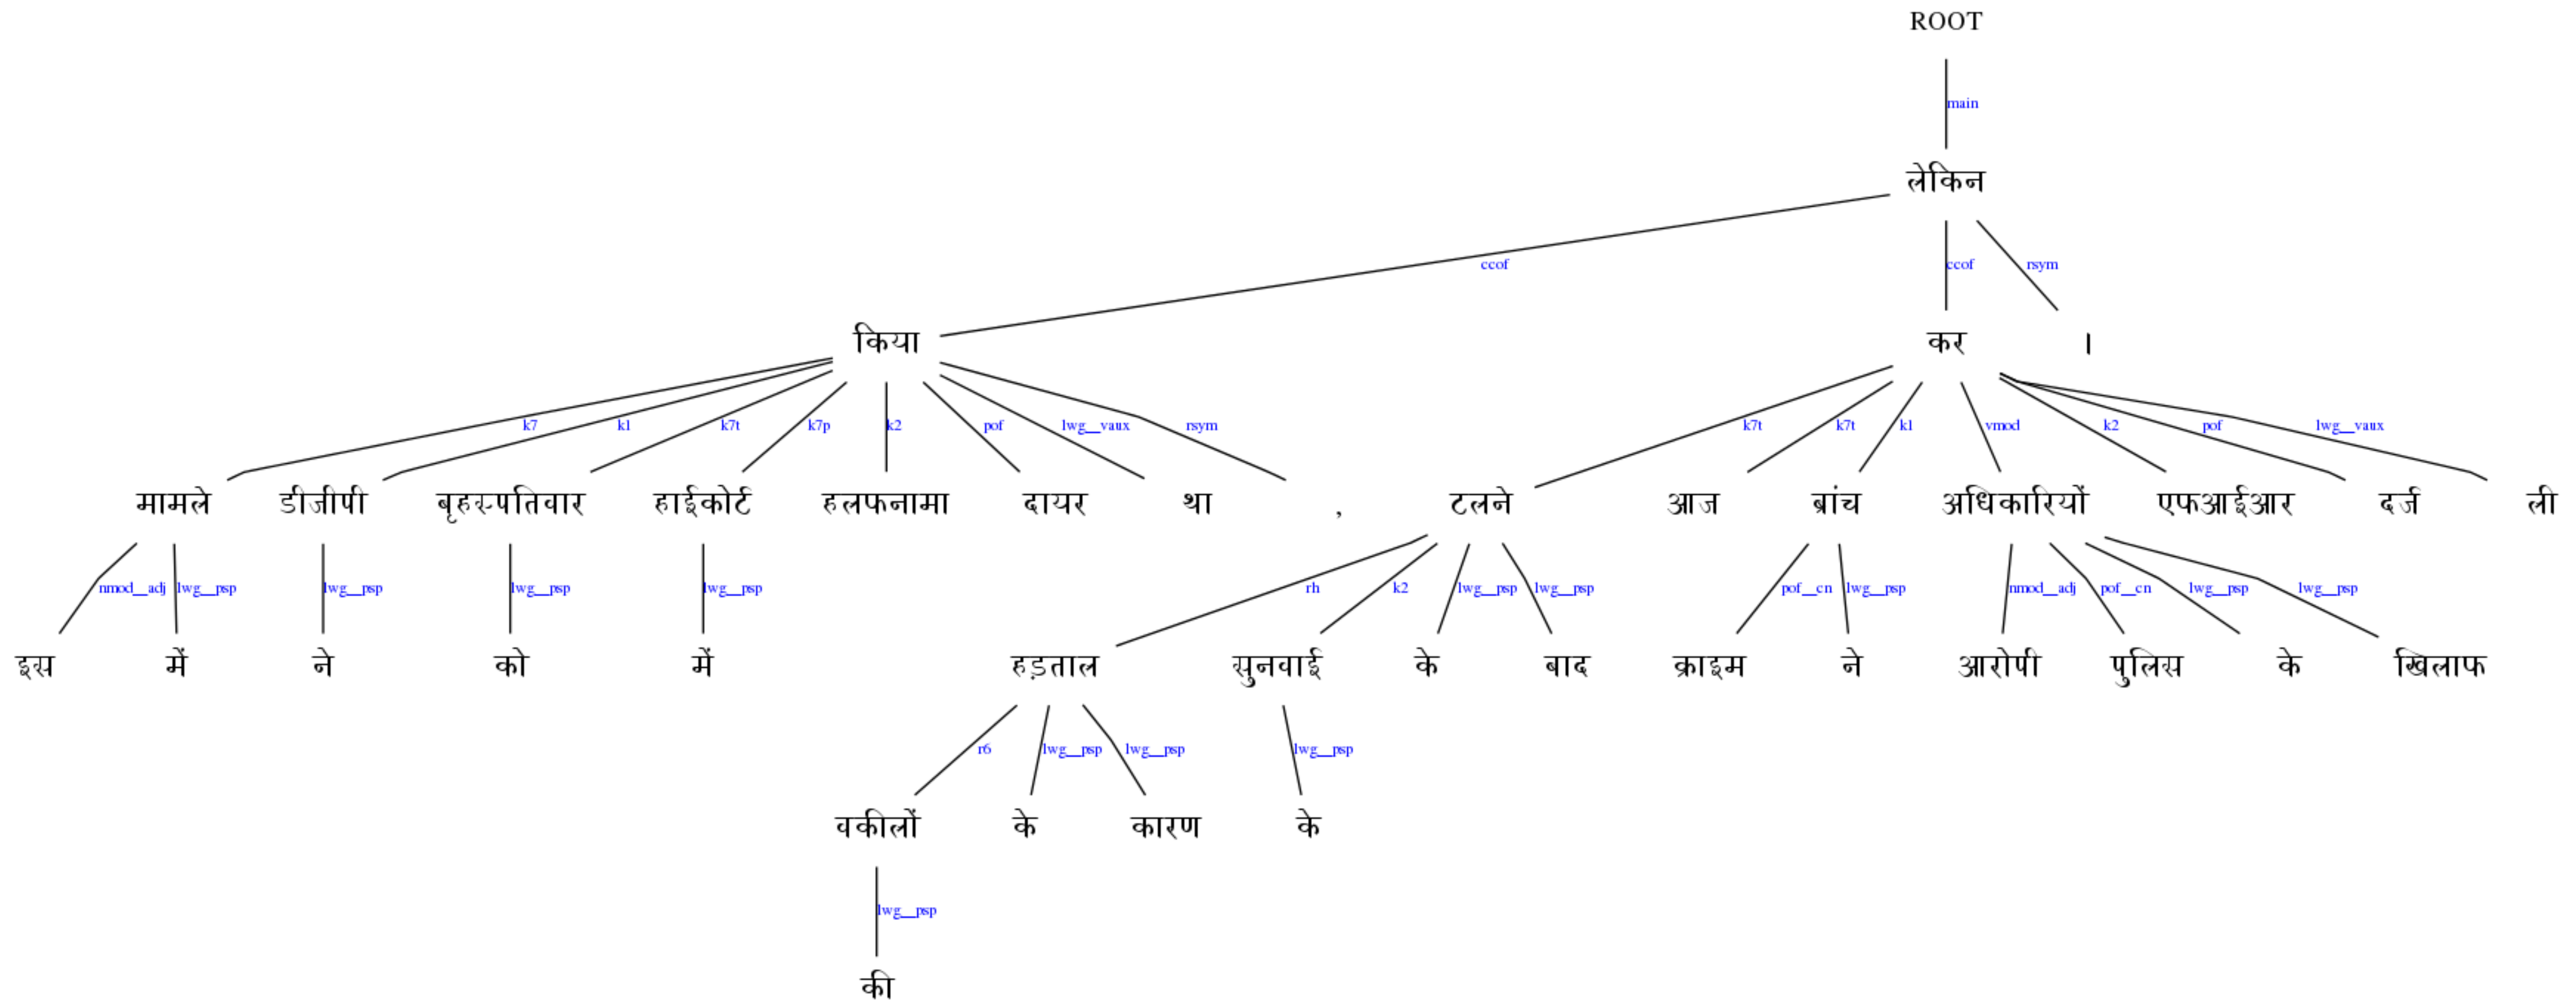 ROOT
main
लेकिन
ccof ccof rsym
किया कर ।
k7 k1 k7t k7p k2 pof lwg__vaux rsym k7t k7t k1 vmod k2 pof lwg__vaux
मामले डीजीपी बृहस्पतिवार हाईकोर्ट हलफनामा दायर था , टलने आज ब्रांच अधिकारियों एफआईआर दर्ज ली
nmod__adj lwg__psp lwg__psp lwg__psp lwg__psp rh k2 lwg__psp lwg__psp pof__cn lwg__psp nmod__adj pof__cn lwg__psp lwg__psp
इस में ने को में हड़ताल सुनवाई के बाद क्राइम ने आरोपी पुलिस के खिलाफ
r6 lwg__psp lwg__psp lwg__psp
वकीलों के कारण के
lwg__psp
की